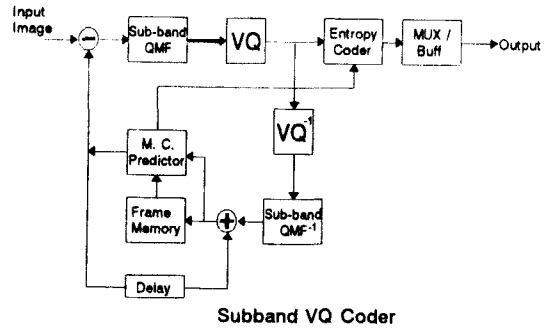 Input
Image
Sub-band
QMF
VQ
Entropy
Coder
MUX /
Buff
Output
VQ⁻¹
M. C.
Predictor
Frame
Memory
+
Sub-band
QMF⁻¹
Delay
Subband VQ Coder